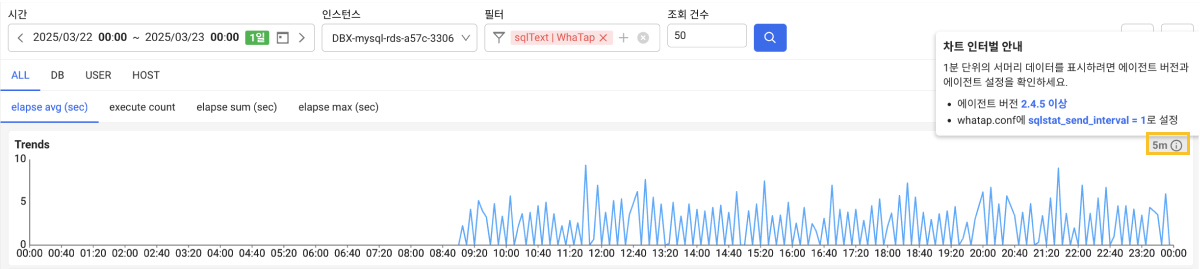 시간
인스턴스
필터
조회 건수
2025/03/22 00:00 ~ 2025/03/23 00:00 1일
DBX-mysql-rds-a57c-3306
sqlText | WhaTap
50
차트 인터벌 안내
1분 단위의 서머리 데이터를 표시하려면 에이전트 버전과
에이전트 설정을 확인하세요.
• 에이전트 버전 2.4.5 이상
• whatap.conf에 sqlstat_send_interval = 1로 설정
ALL DB USER HOST
elapse avg (sec) execute count elapse sum (sec) elapse max (sec)
Trends
5m
10
5
0
00:00 00:40 01:20 02:00 02:40 03:20 04:00 04:40 05:20 06:00 06:40 07:20 08:00 08:40 09:20 10:00 10:40 11:20 12:00 12:40 13:20 14:00 14:40 15:20 16:00 16:40 17:20 18:00 18:40 19:20 20:00 20:40 21:20 22:00 22:40 23:20 00:00